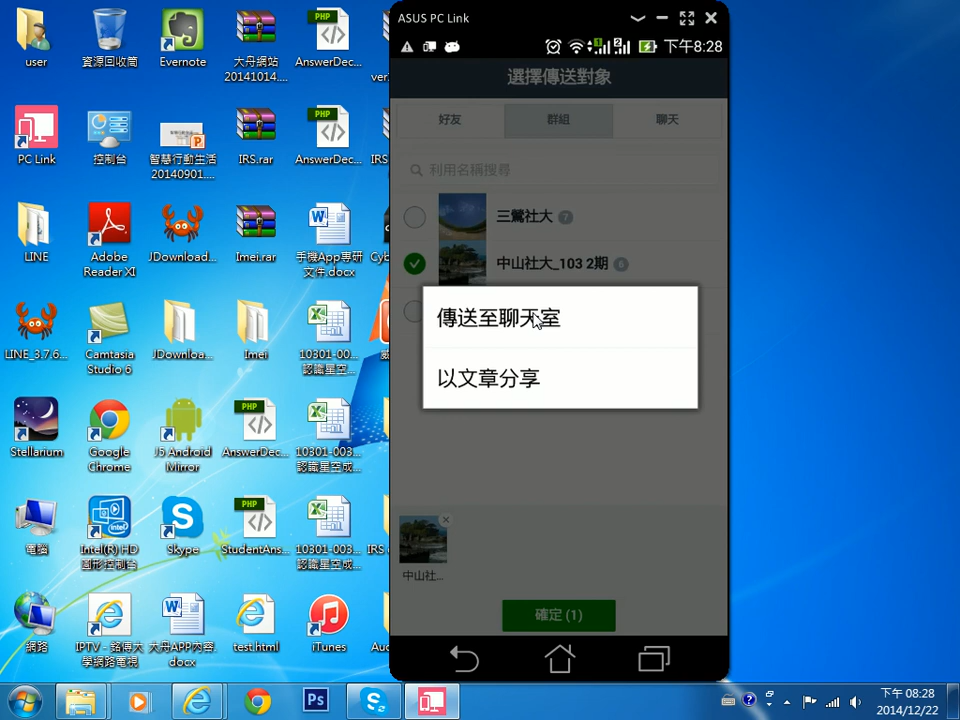 user
資源回收筒
Evernote
大舟網站
20141014....
AnswerDec...
PC Link
控制台
智慧行動生活
20140901....
IRS.rar
AnswerDec...
IRS
LINE
Adobe
Reader XI
JDownload...
Imei.rar
手機App專研
文件.docx
LINE_3.7.6...
Camtasia
Studio 6
JDownloa...
Imei
10301-00...
認識星空...
Stellarium
Google
Chrome
J5 Android
Mirror
AnswerDec...
10301-003...
認識星空成...
電腦
Intel(R) HD
圖形控制台
Skype
StudentAns...
10301-003...
認識星空成...
IRS
網路
IPTV - 銘傳大
學網路電視
大舟APP內容.
docx
test.html
iTunes
ASUS PC Link
下午8:28
選擇傳送對象
好友
群組
聊天
利用名稱搜尋
三鶯社大 7
中山社大_103 2期
傳送至聊天室
以文章分享
中山社...
確定 (1)
下午 08:28
2014/12/22